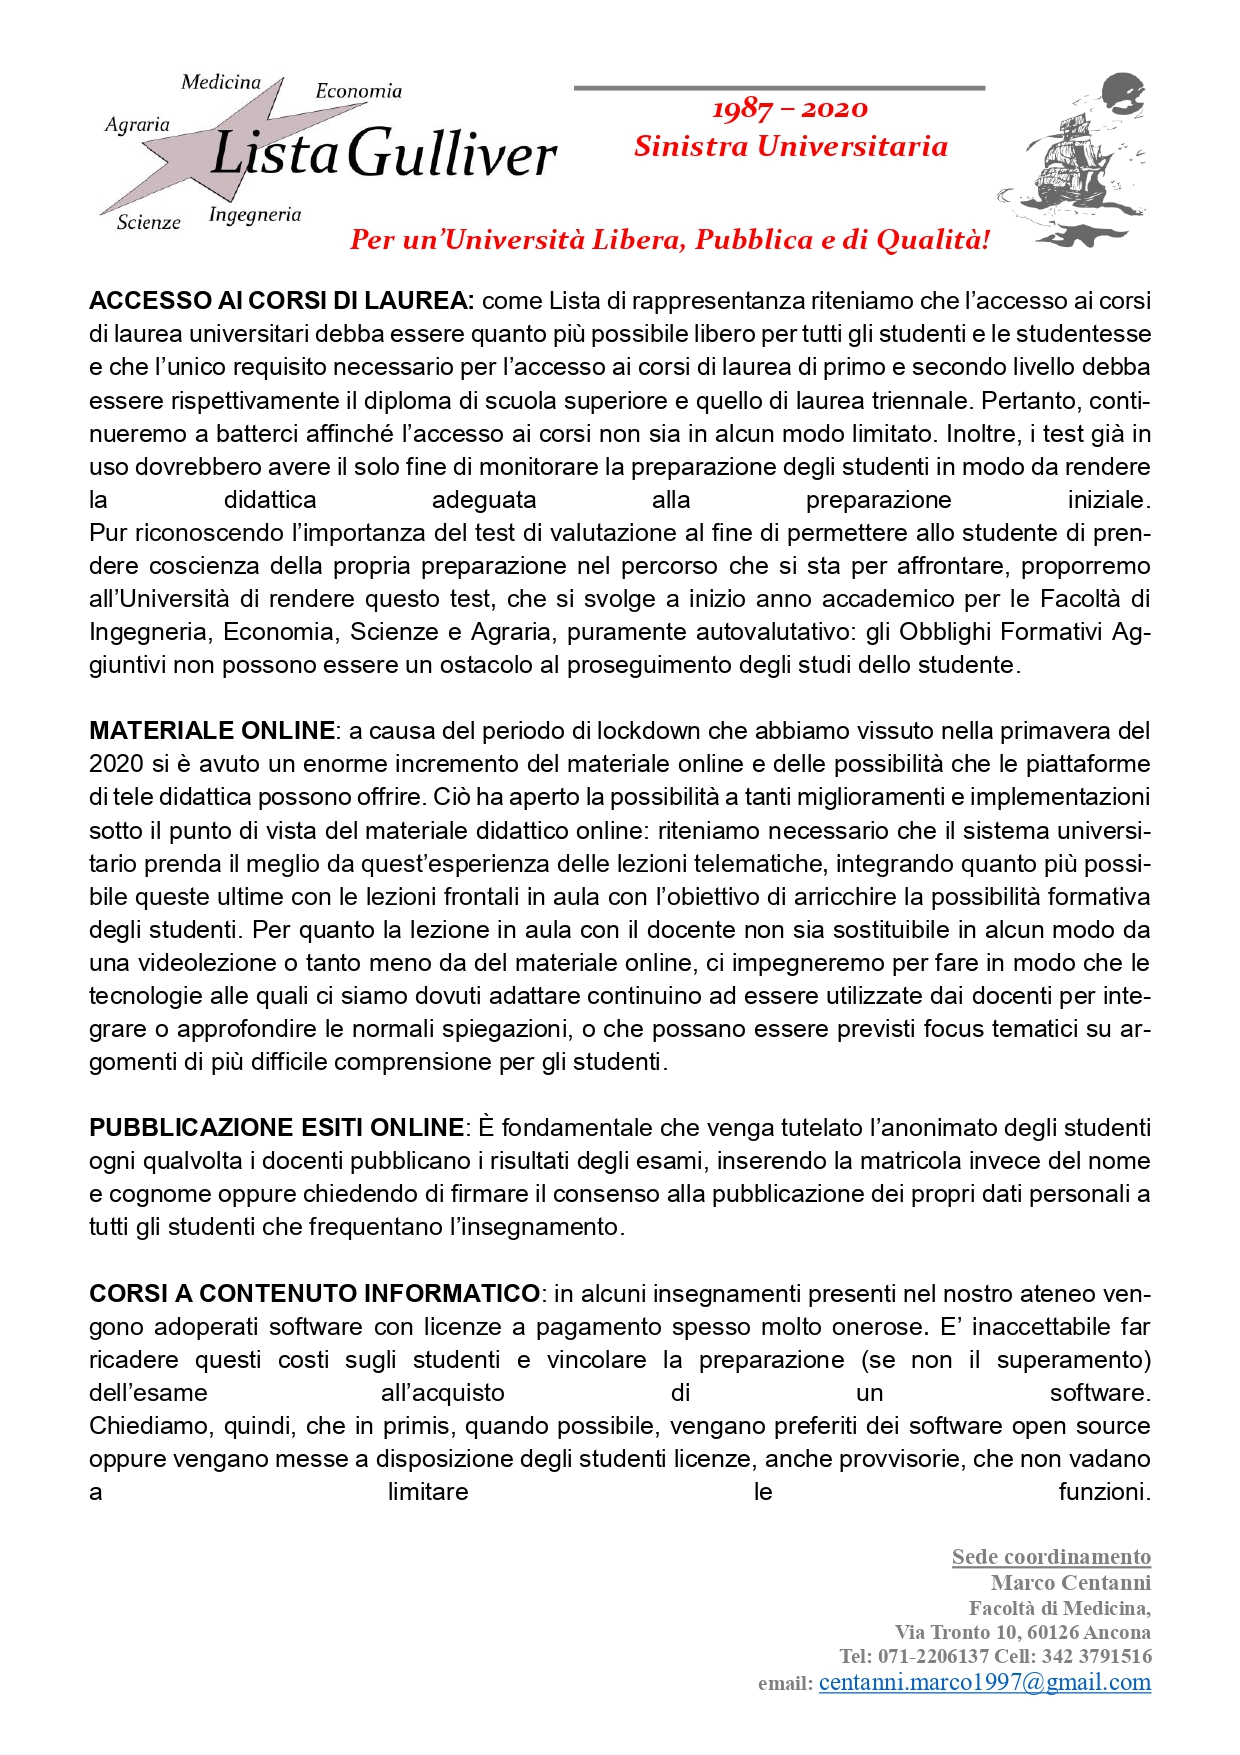 Medicina
Economia
Agraria
Lista Gulliver
Scienze
Ingegneria
1987 – 2020
Sinistra Universitaria
Per un’Università Libera, Pubblica e di Qualità!
ACCESSO AI CORSI DI LAUREA: come Lista di rappresentanza riteniamo che l’accesso ai corsi
di laurea universitari debba essere quanto più possibile libero per tutti gli studenti e le studentesse
e che l’unico requisito necessario per l’accesso ai corsi di laurea di primo e secondo livello debba
essere rispettivamente il diploma di scuola superiore e quello di laurea triennale. Pertanto, conti-
nueremo a batterci affinché l’accesso ai corsi non sia in alcun modo limitato. Inoltre, i test già in
uso dovrebbero avere il solo fine di monitorare la preparazione degli studenti in modo da rendere
la didattica adeguata alla preparazione iniziale.
Pur riconoscendo l’importanza del test di valutazione al fine di permettere allo studente di pren-
dere coscienza della propria preparazione nel percorso che si sta per affrontare, proporremo
all’Università di rendere questo test, che si svolge a inizio anno accademico per le Facoltà di
Ingegneria, Economia, Scienze e Agraria, puramente autovalutativo: gli Obblighi Formativi Ag-
giuntivi non possono essere un ostacolo al proseguimento degli studi dello studente.
MATERIALE ONLINE: a causa del periodo di lockdown che abbiamo vissuto nella primavera del
2020 si è avuto un enorme incremento del materiale online e delle possibilità che le piattaforme
di tele didattica possono offrire. Ciò ha aperto la possibilità a tanti miglioramenti e implementazioni
sotto il punto di vista del materiale didattico online: riteniamo necessario che il sistema universi-
tario prenda il meglio da quest’esperienza delle lezioni telematiche, integrando quanto più possi-
bile queste ultime con le lezioni frontali in aula con l’obiettivo di arricchire la possibilità formativa
degli studenti. Per quanto la lezione in aula con il docente non sia sostituibile in alcun modo da
una videolezione o tanto meno da del materiale online, ci impegneremo per fare in modo che le
tecnologie alle quali ci siamo dovuti adattare continuino ad essere utilizzate dai docenti per inte-
grare o approfondire le normali spiegazioni, o che possano essere previsti focus tematici su ar-
gomenti di più difficile comprensione per gli studenti.
PUBBLICAZIONE ESITI ONLINE: È fondamentale che venga tutelato l’anonimato degli studenti
ogni qualvolta i docenti pubblicano i risultati degli esami, inserendo la matricola invece del nome
e cognome oppure chiedendo di firmare il consenso alla pubblicazione dei propri dati personali a
tutti gli studenti che frequentano l’insegnamento.
CORSI A CONTENUTO INFORMATICO: in alcuni insegnamenti presenti nel nostro ateneo ven-
gono adoperati software con licenze a pagamento spesso molto onerose. E’ inaccettabile far
ricadere questi costi sugli studenti e vincolare la preparazione (se non il superamento)
dell’esame all’acquisto di un software.
Chiediamo, quindi, che in primis, quando possibile, vengano preferiti dei software open source
oppure vengano messe a disposizione degli studenti licenze, anche provvisorie, che non vadano
a limitare le funzioni.
Sede coordinamento
Marco Centanni
Facoltà di Medicina,
Via Tronto 10, 60126 Ancona
Tel: 071-2206137 Cell: 342 3791516
email: centanni.marco1997@gmail.com